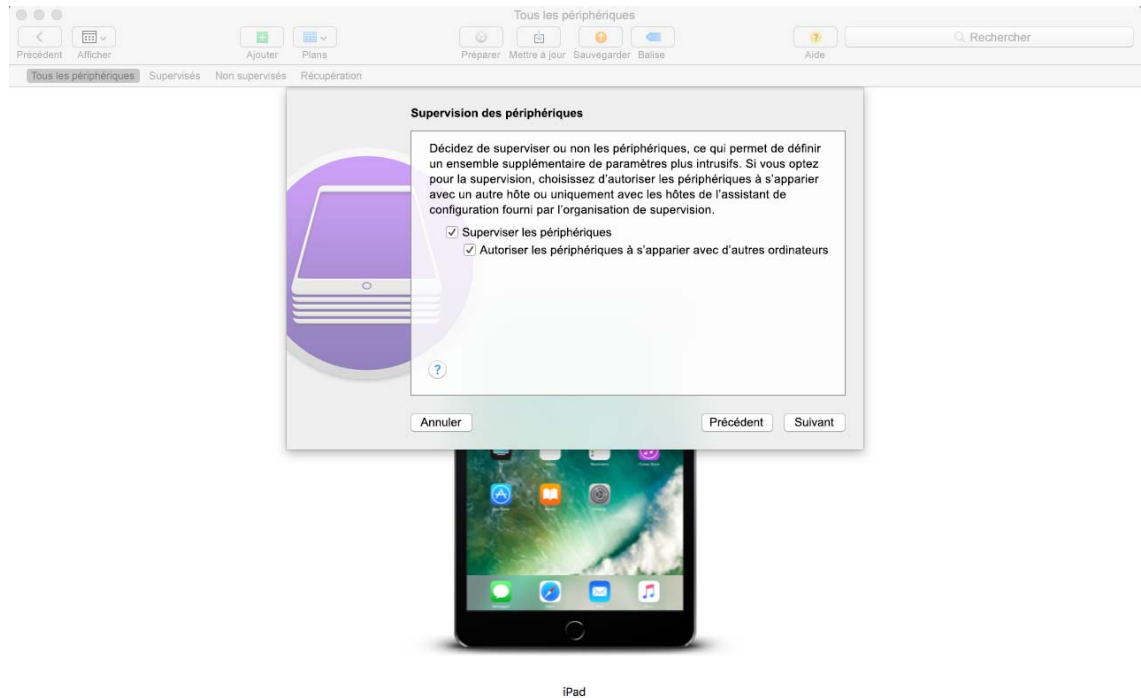 Tous les périphériques
Précédent Afficher Ajouter Plans Préparer Mettre à jour Sauvegarder Balise Aide Rechercher
Tous les périphériques Supervisés Non supervisés Récupération
Supervision des périphériques
Décidez de superviser ou non les périphériques, ce qui permet de définir
un ensemble supplémentaire de paramètres plus intrusifs. Si vous optez
pour la supervision, choisissez d'autoriser les périphériques à s'apparier
avec un autre hôte ou uniquement avec les hôtes de l'assistant de
configuration fourni par l'organisation de supervision.
Superviser les périphériques
Autoriser les périphériques à s'apparier avec d'autres ordinateurs
?
Annuler Précédent Suivant
iPad